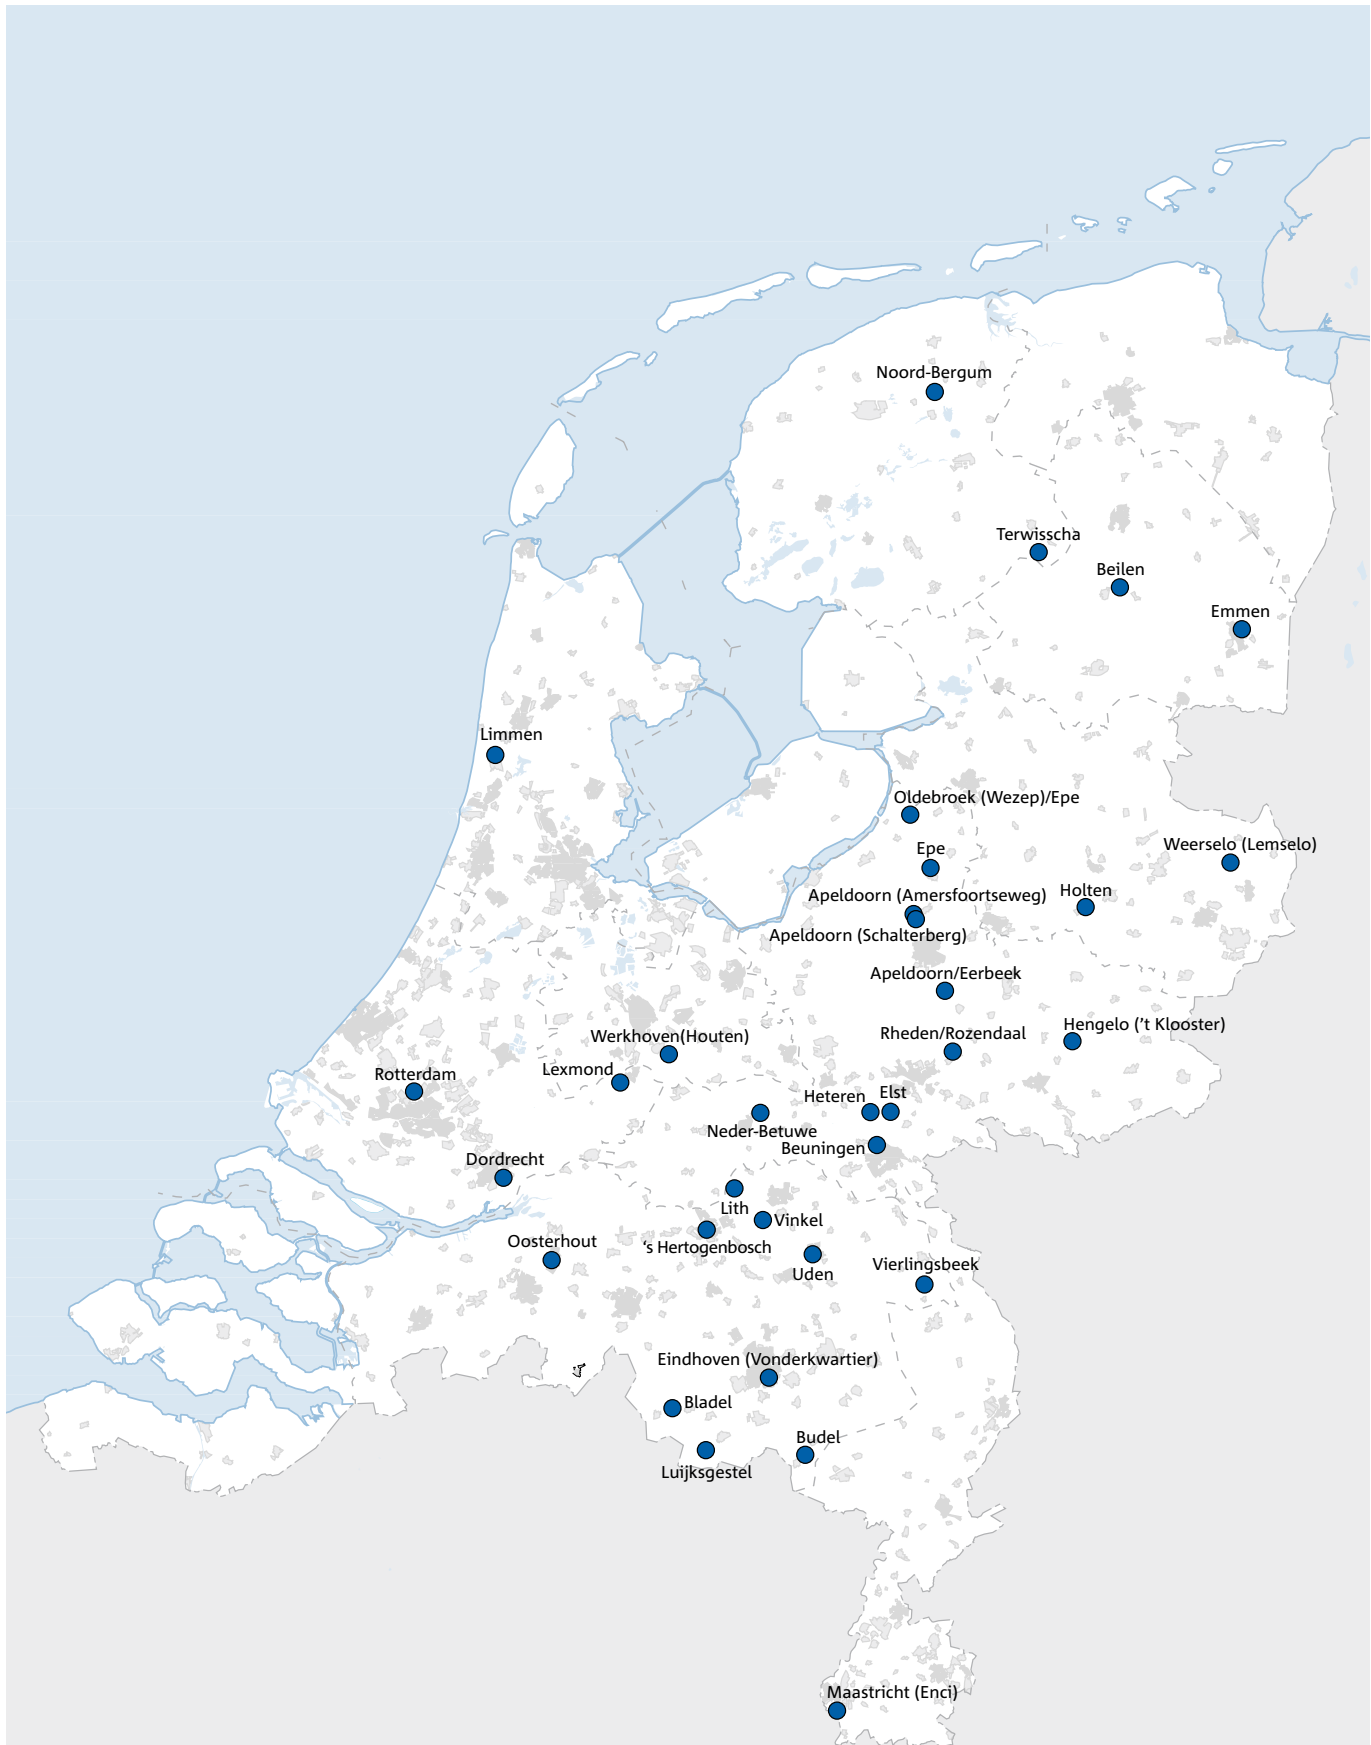 Noord-Bergum
Terwisscha
Beilen
Emmen
Limmen
Oldebroek (Wezep)/Epe
Weerselo (Lemselo)
Epe
Apeldoorn (Amersfoortseweg)
Holten
Apeldoorn (Schalterberg)
Apeldoorn/Eerbeek
Hengelo ('t Klooster)
Rheden/Rozendaal
Werkhoven(Houten)
Lexmond
Rotterdam
Heteren
Elst
Neder-Betuwe
Beuningen
Dordrecht
Lith
Vinkel
Oosterhout
‘s Hertogenbosch
Vierlingsbeek
Uden
Eindhoven (Vonderkwartier)
Bladel
Budel
Luijksgestel
Maastricht (Enci)